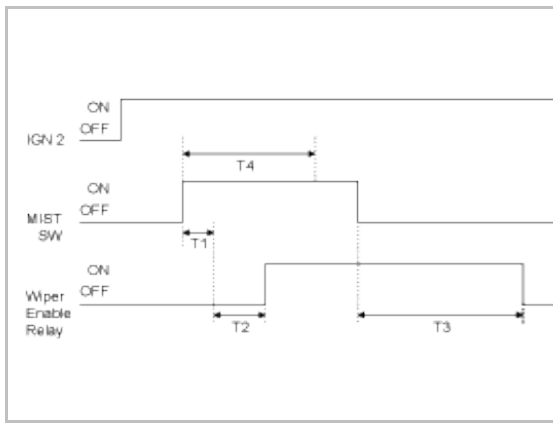 ON
OFF
IGN 2
T4
ON
OFF
MIST
SW
T1
ON
OFF
Wiper
Enable
Relay
T2
T3